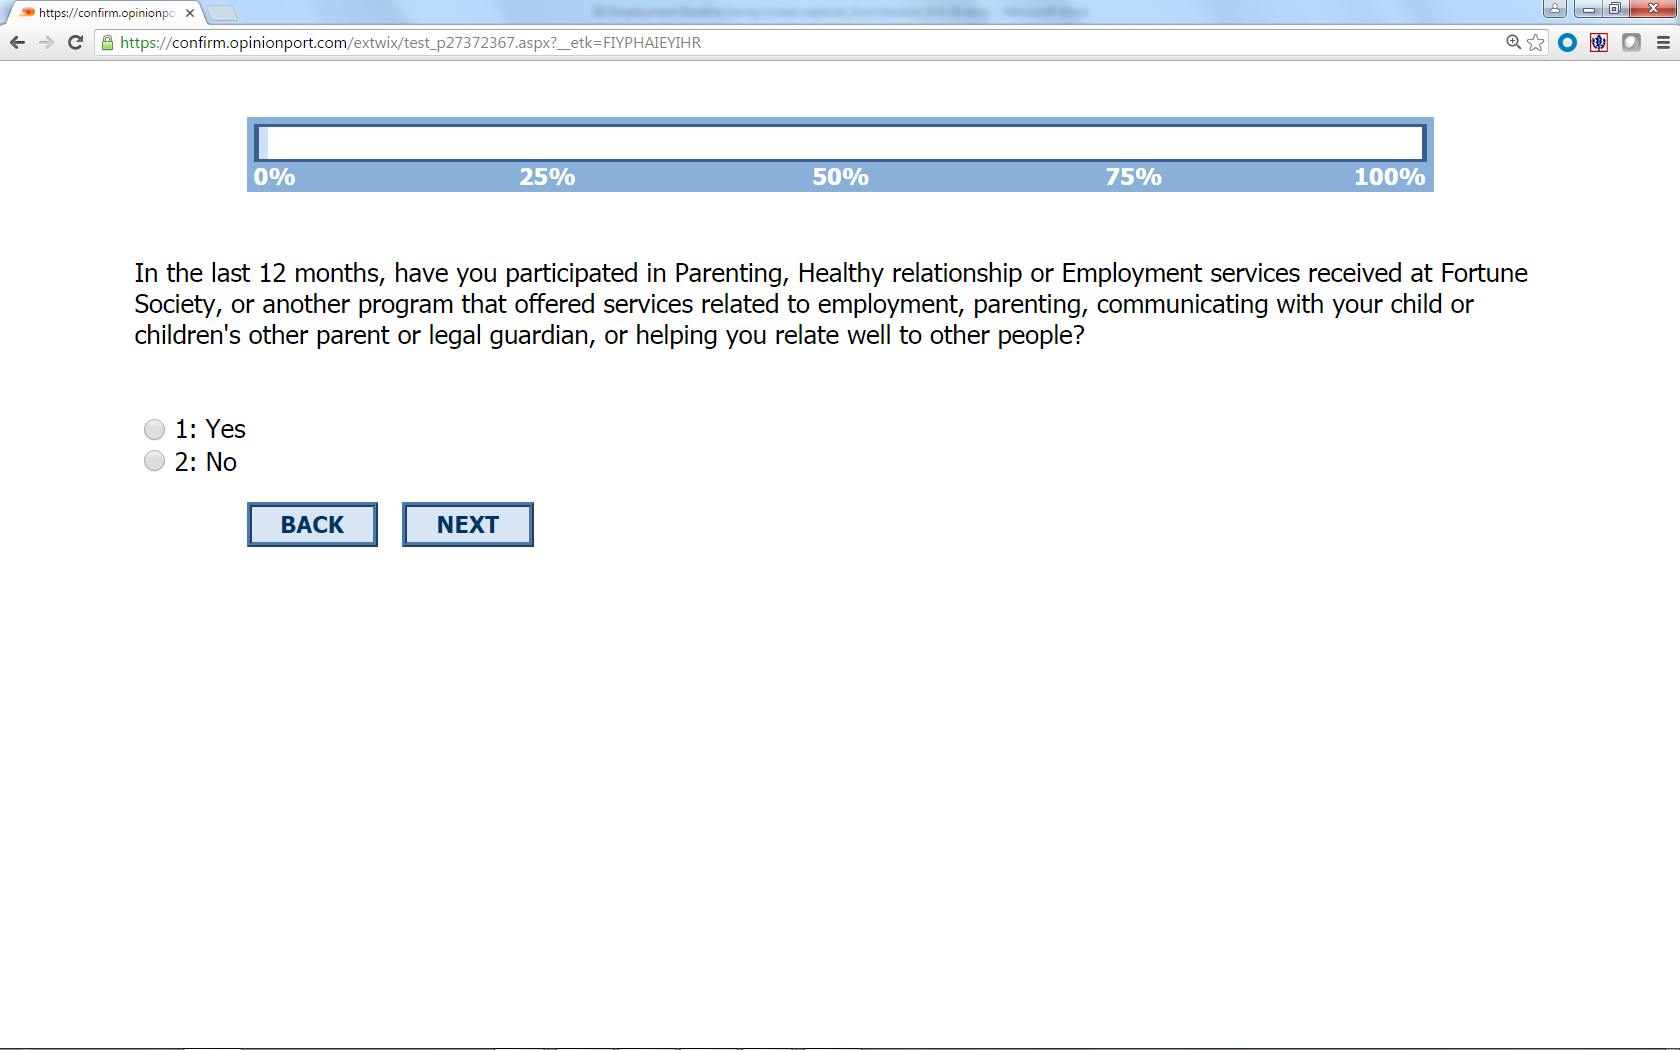 https://confirm.opinionpo
https://confirm.opinionport.com/extwix/test_p27372367.aspx?__etk=FIYPHAIEYIHR
0% 25% 50% 75% 100%
In the last 12 months, have you participated in Parenting, Healthy relationship or Employment services received at Fortune
Society, or another program that offered services related to employment, parenting, communicating with your child or
children's other parent or legal guardian, or helping you relate well to other people?
1: Yes
2: No
BACK NEXT